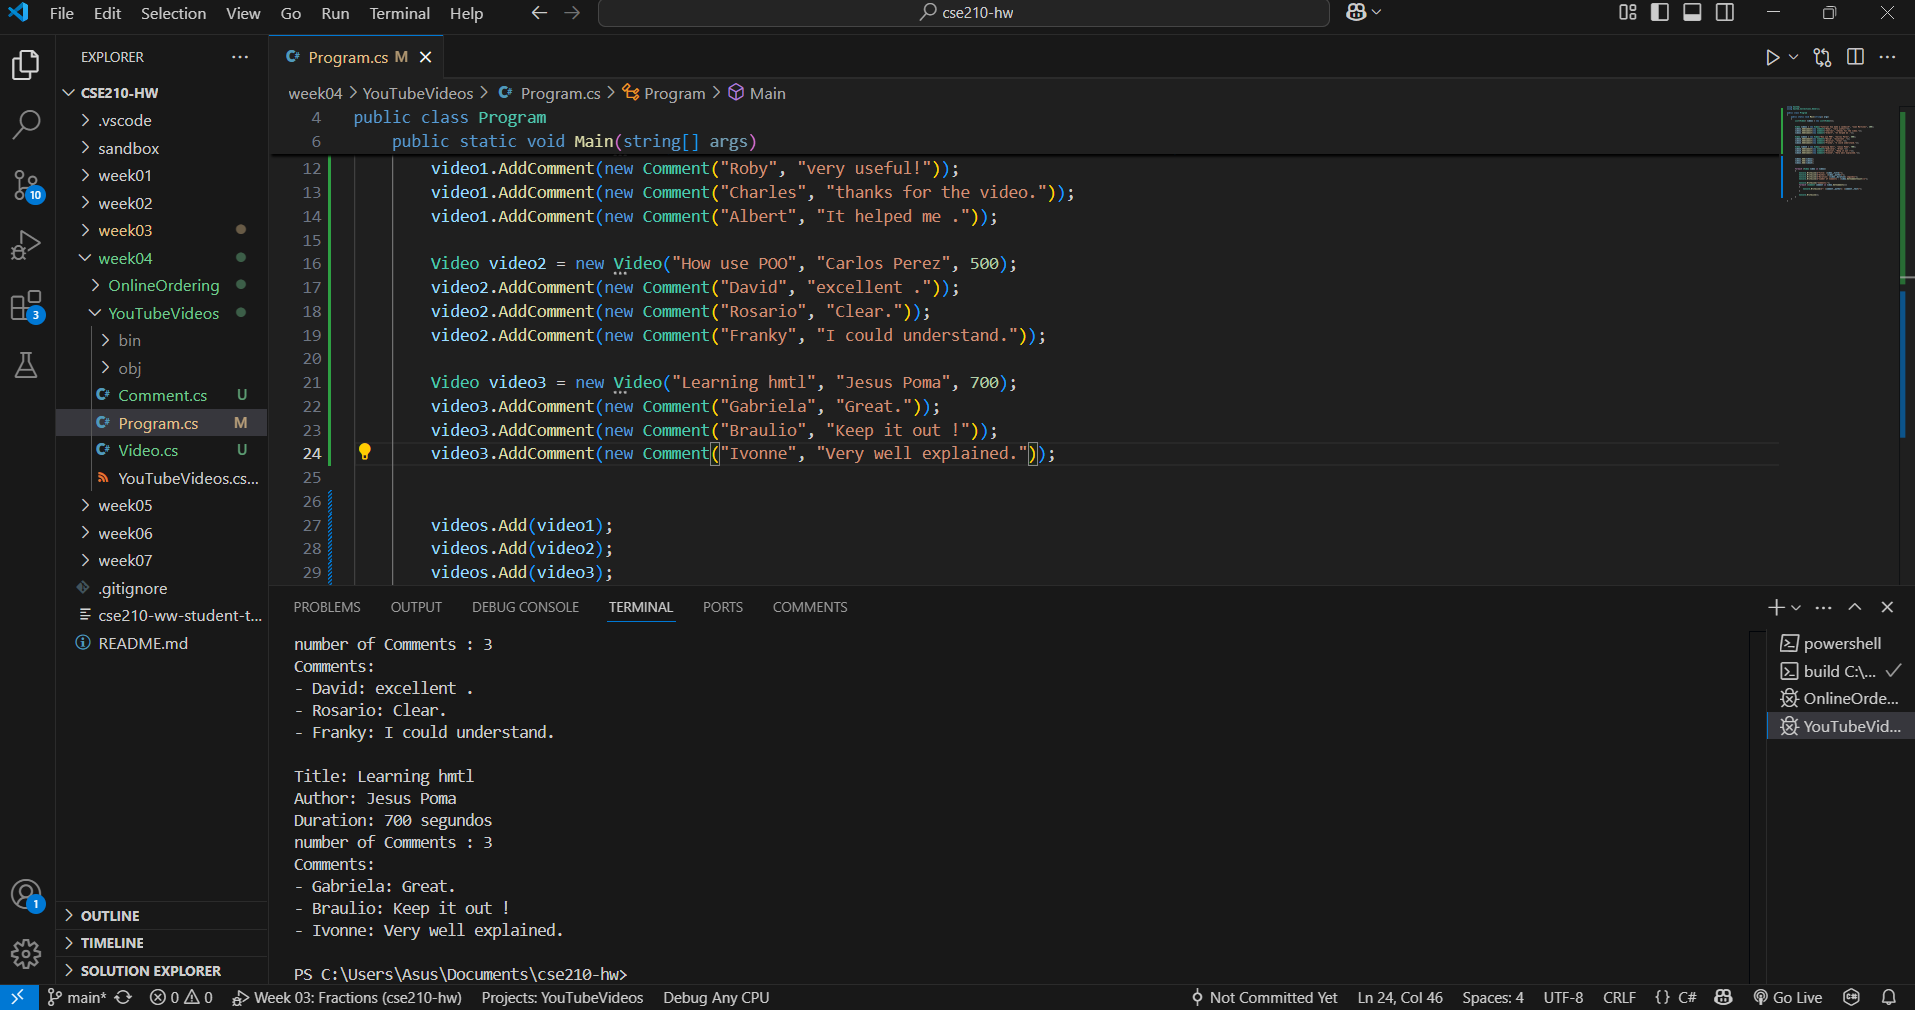 File Edit Selection View Go Run Terminal Help
cse210-hw
EXPLORER
CSE210-HW
.vscode
sandbox
week01
week02
week03
week04
OnlineOrdering
YouTubeVideos
bin
obj
Comment.cs U
Program.cs M
Video.cs U
YouTubeVideos.cs...
week05
week06
week07
.gitignore
cse210-ww-student-t...
README.md
OUTLINE
TIMELINE
SOLUTION EXPLORER
10
3
1
Program.cs M
week04 > YouTubeVideos > Program.cs > Program > Main
4 public class Program
6 public static void Main(string[] args)
12 video1.AddComment(new Comment("Roby", "very useful!"));
13 video1.AddComment(new Comment("Charles", "thanks for the video."));
14 video1.AddComment(new Comment("Albert", "It helped me ."));
15
16 Video video2 = new Video("How use POO", "Carlos Perez", 500);
17 video2.AddComment(new Comment("David", "excellent ."));
18 video2.AddComment(new Comment("Rosario", "Clear."));
19 video2.AddComment(new Comment("Franky", "I could understand."));
20
21 Video video3 = new Video("Learning hmtl", "Jesus Poma", 700);
22 video3.AddComment(new Comment("Gabriela", "Great."));
23 video3.AddComment(new Comment("Braulio", "Keep it out !"));
24 video3.AddComment(new Comment("Ivonne", "Very well explained."));
25
26
27 videos.Add(video1);
28 videos.Add(video2);
29 videos.Add(video3);
PROBLEMS OUTPUT DEBUG CONSOLE TERMINAL PORTS COMMENTS
number of Comments : 3
Comments:
- David: excellent .
- Rosario: Clear.
- Franky: I could understand.
Title: Learning hmtl
Author: Jesus Poma
Duration: 700 segundos
number of Comments : 3
Comments:
- Gabriela: Great.
- Braulio: Keep it out !
- Ivonne: Very well explained.
PS C:\Users\Asus\Documents\cse210-hw>
powershell
build C:\...
OnlineOrde...
YouTubeVid...
main* 0 0 Week 03: Fractions (cse210-hw) Projects: YouTubeVideos Debug Any CPU Not Committed Yet Ln 24, Col 46 Spaces: 4 UTF-8 CRLF {} C# Go Live